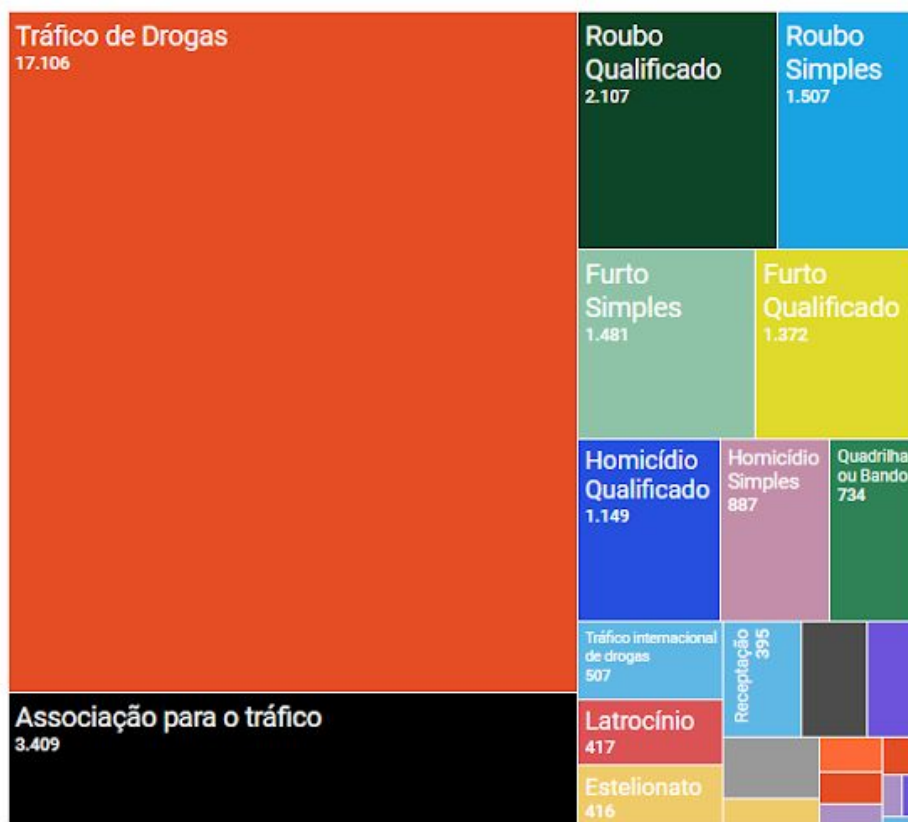 Tráfico de Drogas
17.106
Roubo
Qualificado
2.107
Roubo
Simples
1.507
Furto
Simples
1.481
Furto
Qualificado
1.372
Homicídio
Qualificado
1.149
Homicídio
Simples
887
Quadrilha
ou Bando
734
Tráfico internacional
de drogas
507
Receptação
395
Latrocínio
417
Estelionato
416
Associação para o tráfico
3.409